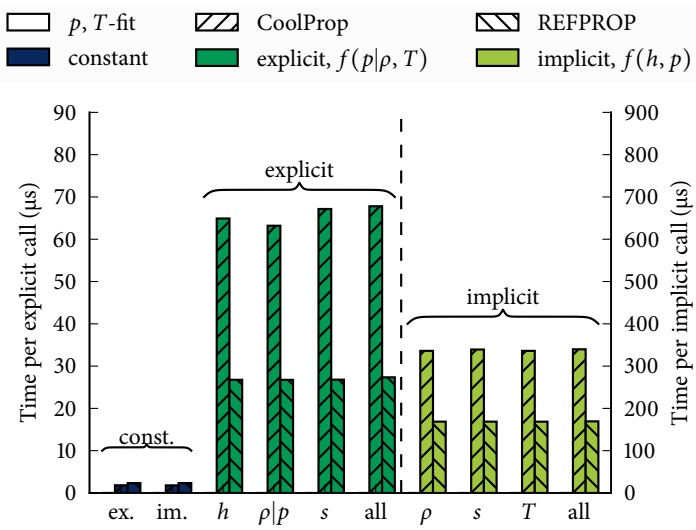 p, T-fit CoolProp REFPROP
constant explicit, f(p|ρ, T) implicit, f(h, p)
Time per explicit call (μs)
90
80
70
60
50
40
30
20
10
0
const.
explicit
implicit
ex. im. h ρ|p s all ρ s T all
900
800
700
600
500
400
300
200
100
0
Time per implicit call (μs)